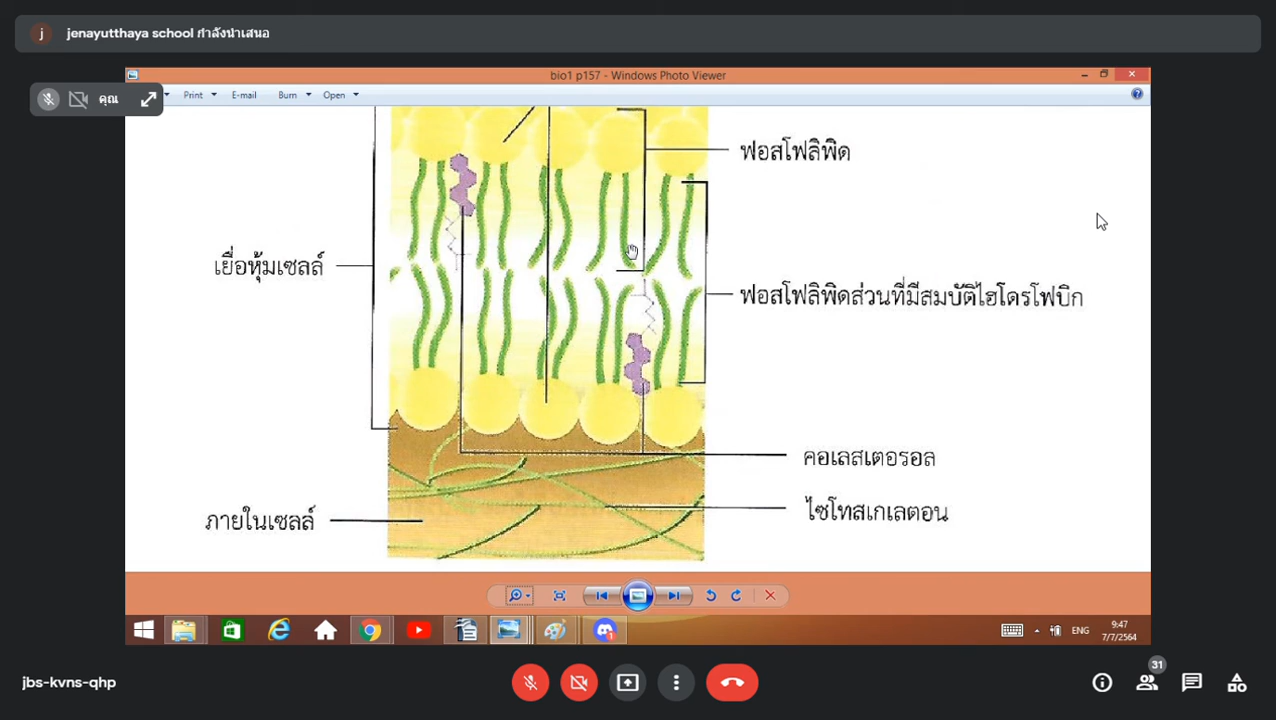 j jenayutthaya school กำลังนำเสนอ
bio1 p157 - Windows Photo Viewer
คุณ
Print E-mail Burn Open
ฟอสโฟลิพิด
เยื่อหุ้มเซลล์
ฟอสโฟลิพิดส่วนที่มีสมบัติไฮโดรโฟบิก
คอเลสเตอรอล
ไซโทสเกเลตอน
ภายในเซลล์
1
ENG
9:47
7/7/2564
jbs-kvns-qhp
31